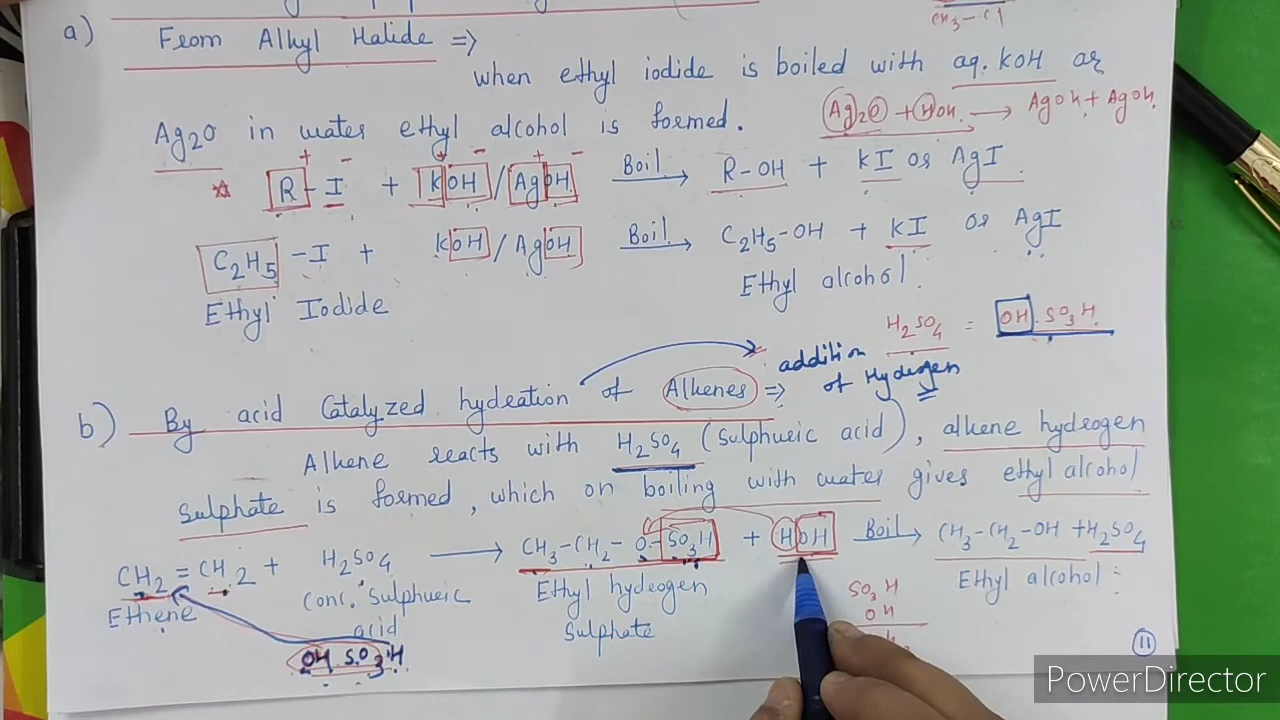 CH3-Cl
a) From Alkyl Halide =>
when ethyl iodide is boiled with aq. KOH or
Ag2O in water ethyl alcohol is formed.
Ag2O + HOH → AgOH + AgOH.
R - I + KOH / AgOH Boil → R-OH + KI or AgI
C2H5 - I + KOH / AgOH Boil → C2H5-OH + KI or AgI
Ethyl Iodide Ethyl alcohol.
H2SO4 = OH.SO3H
addition of Hydrogen
b) By acid Catalyzed hydration of Alkenes =>
Alkene reacts with H2SO4 (Sulphuric acid), alkene hydrogen
Sulphate is formed, which on boiling with water gives ethyl alcohol
CH2 = CH2 + H2SO4 → CH3-CH2-O-SO3H + HOH Boil → CH3-CH2-OH + H2SO4
Ethene Conc. Sulphuric acid Ethyl hydrogen Sulphate Ethyl alcohol
OH SO3H
SO3H
OH
11
PowerDirector